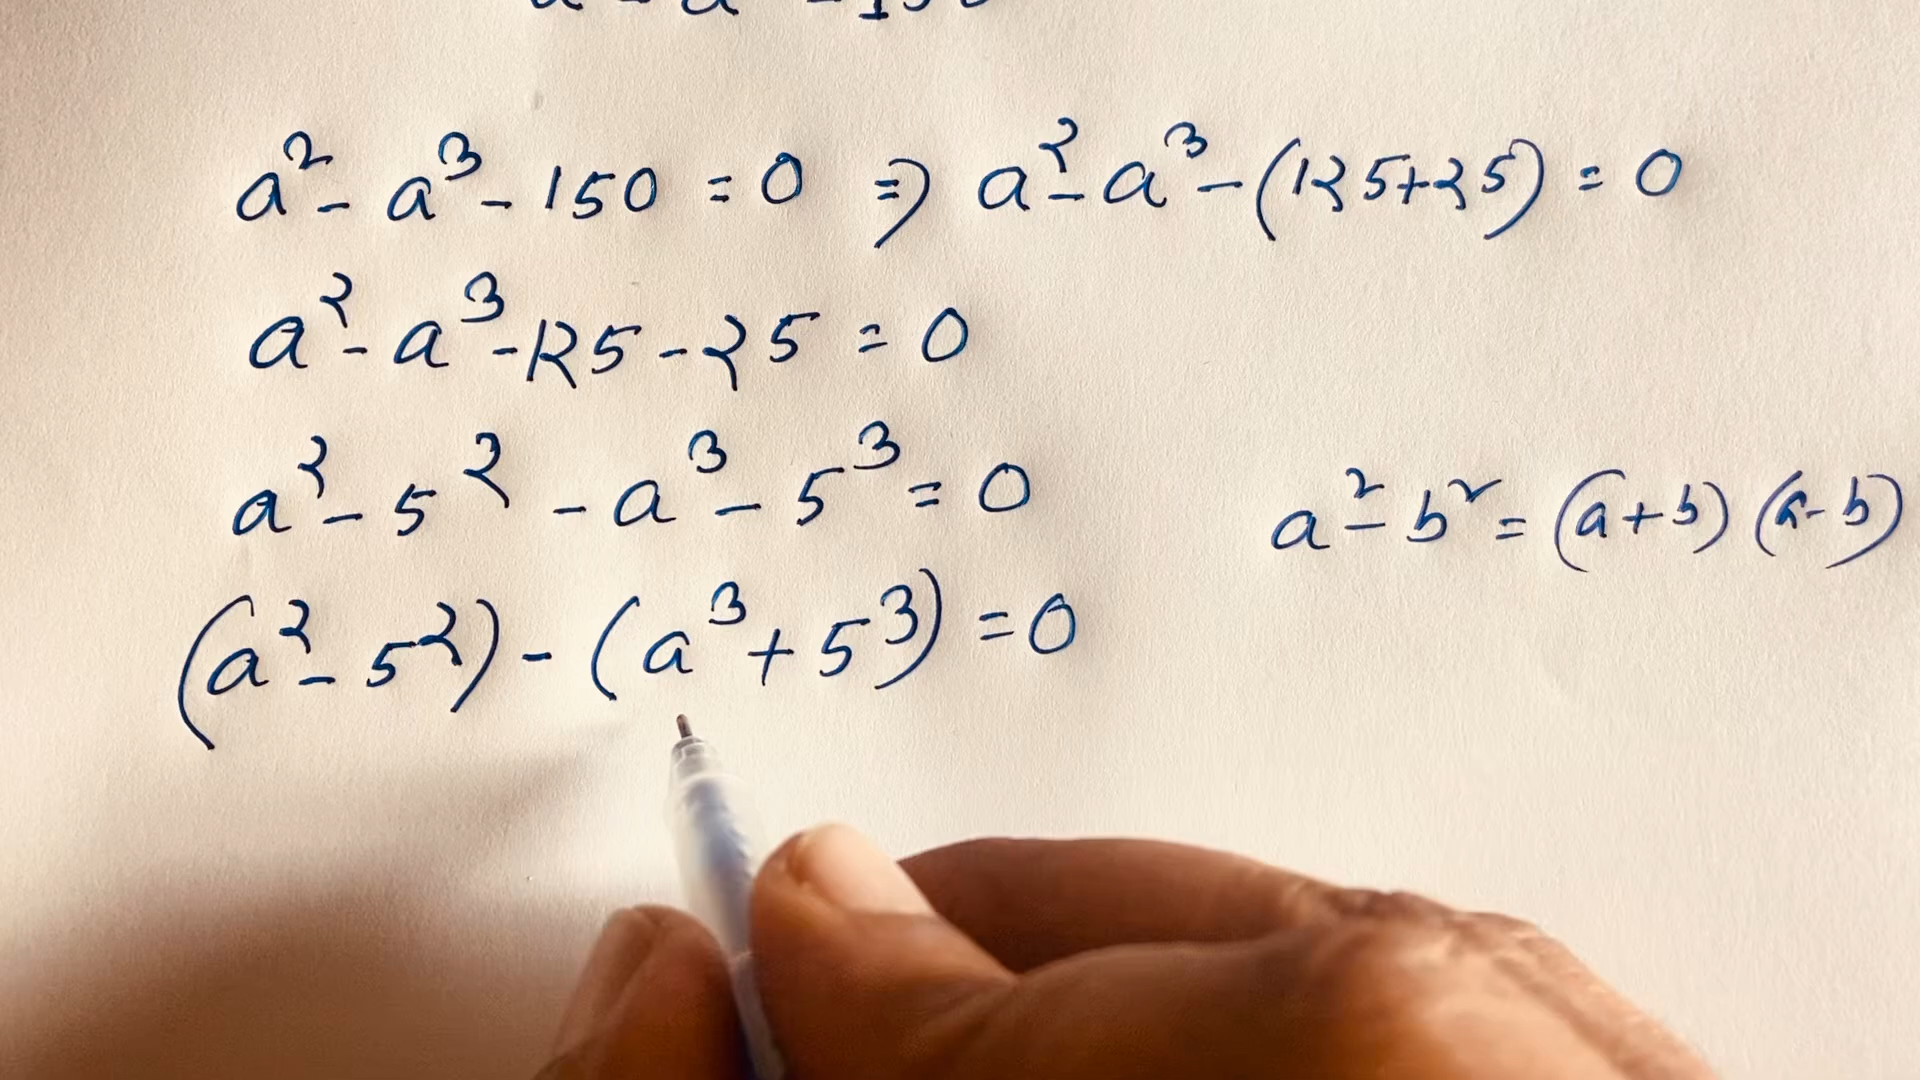 a² - a³ - 150 = 0 ⇒ a² - a³ - (125+25) = 0
a² - a³ - 125 - 25 = 0
a² - 5² - a³ - 5³ = 0
a² - b² = (a+b) (a-b)
(a² - 5²) - (a³ + 5³) = 0